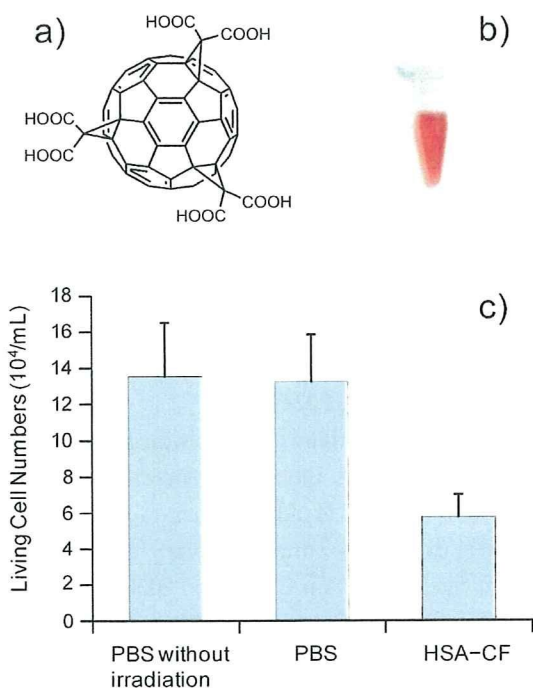 a)
b)
HOOC
COOH
HOOC
HOOC
HOOC
COOH
c)
Living Cell Numbers (10⁴/mL)
18
16
14
12
10
8
6
4
2
0
PBS without
irradiation
PBS
HSA−CF